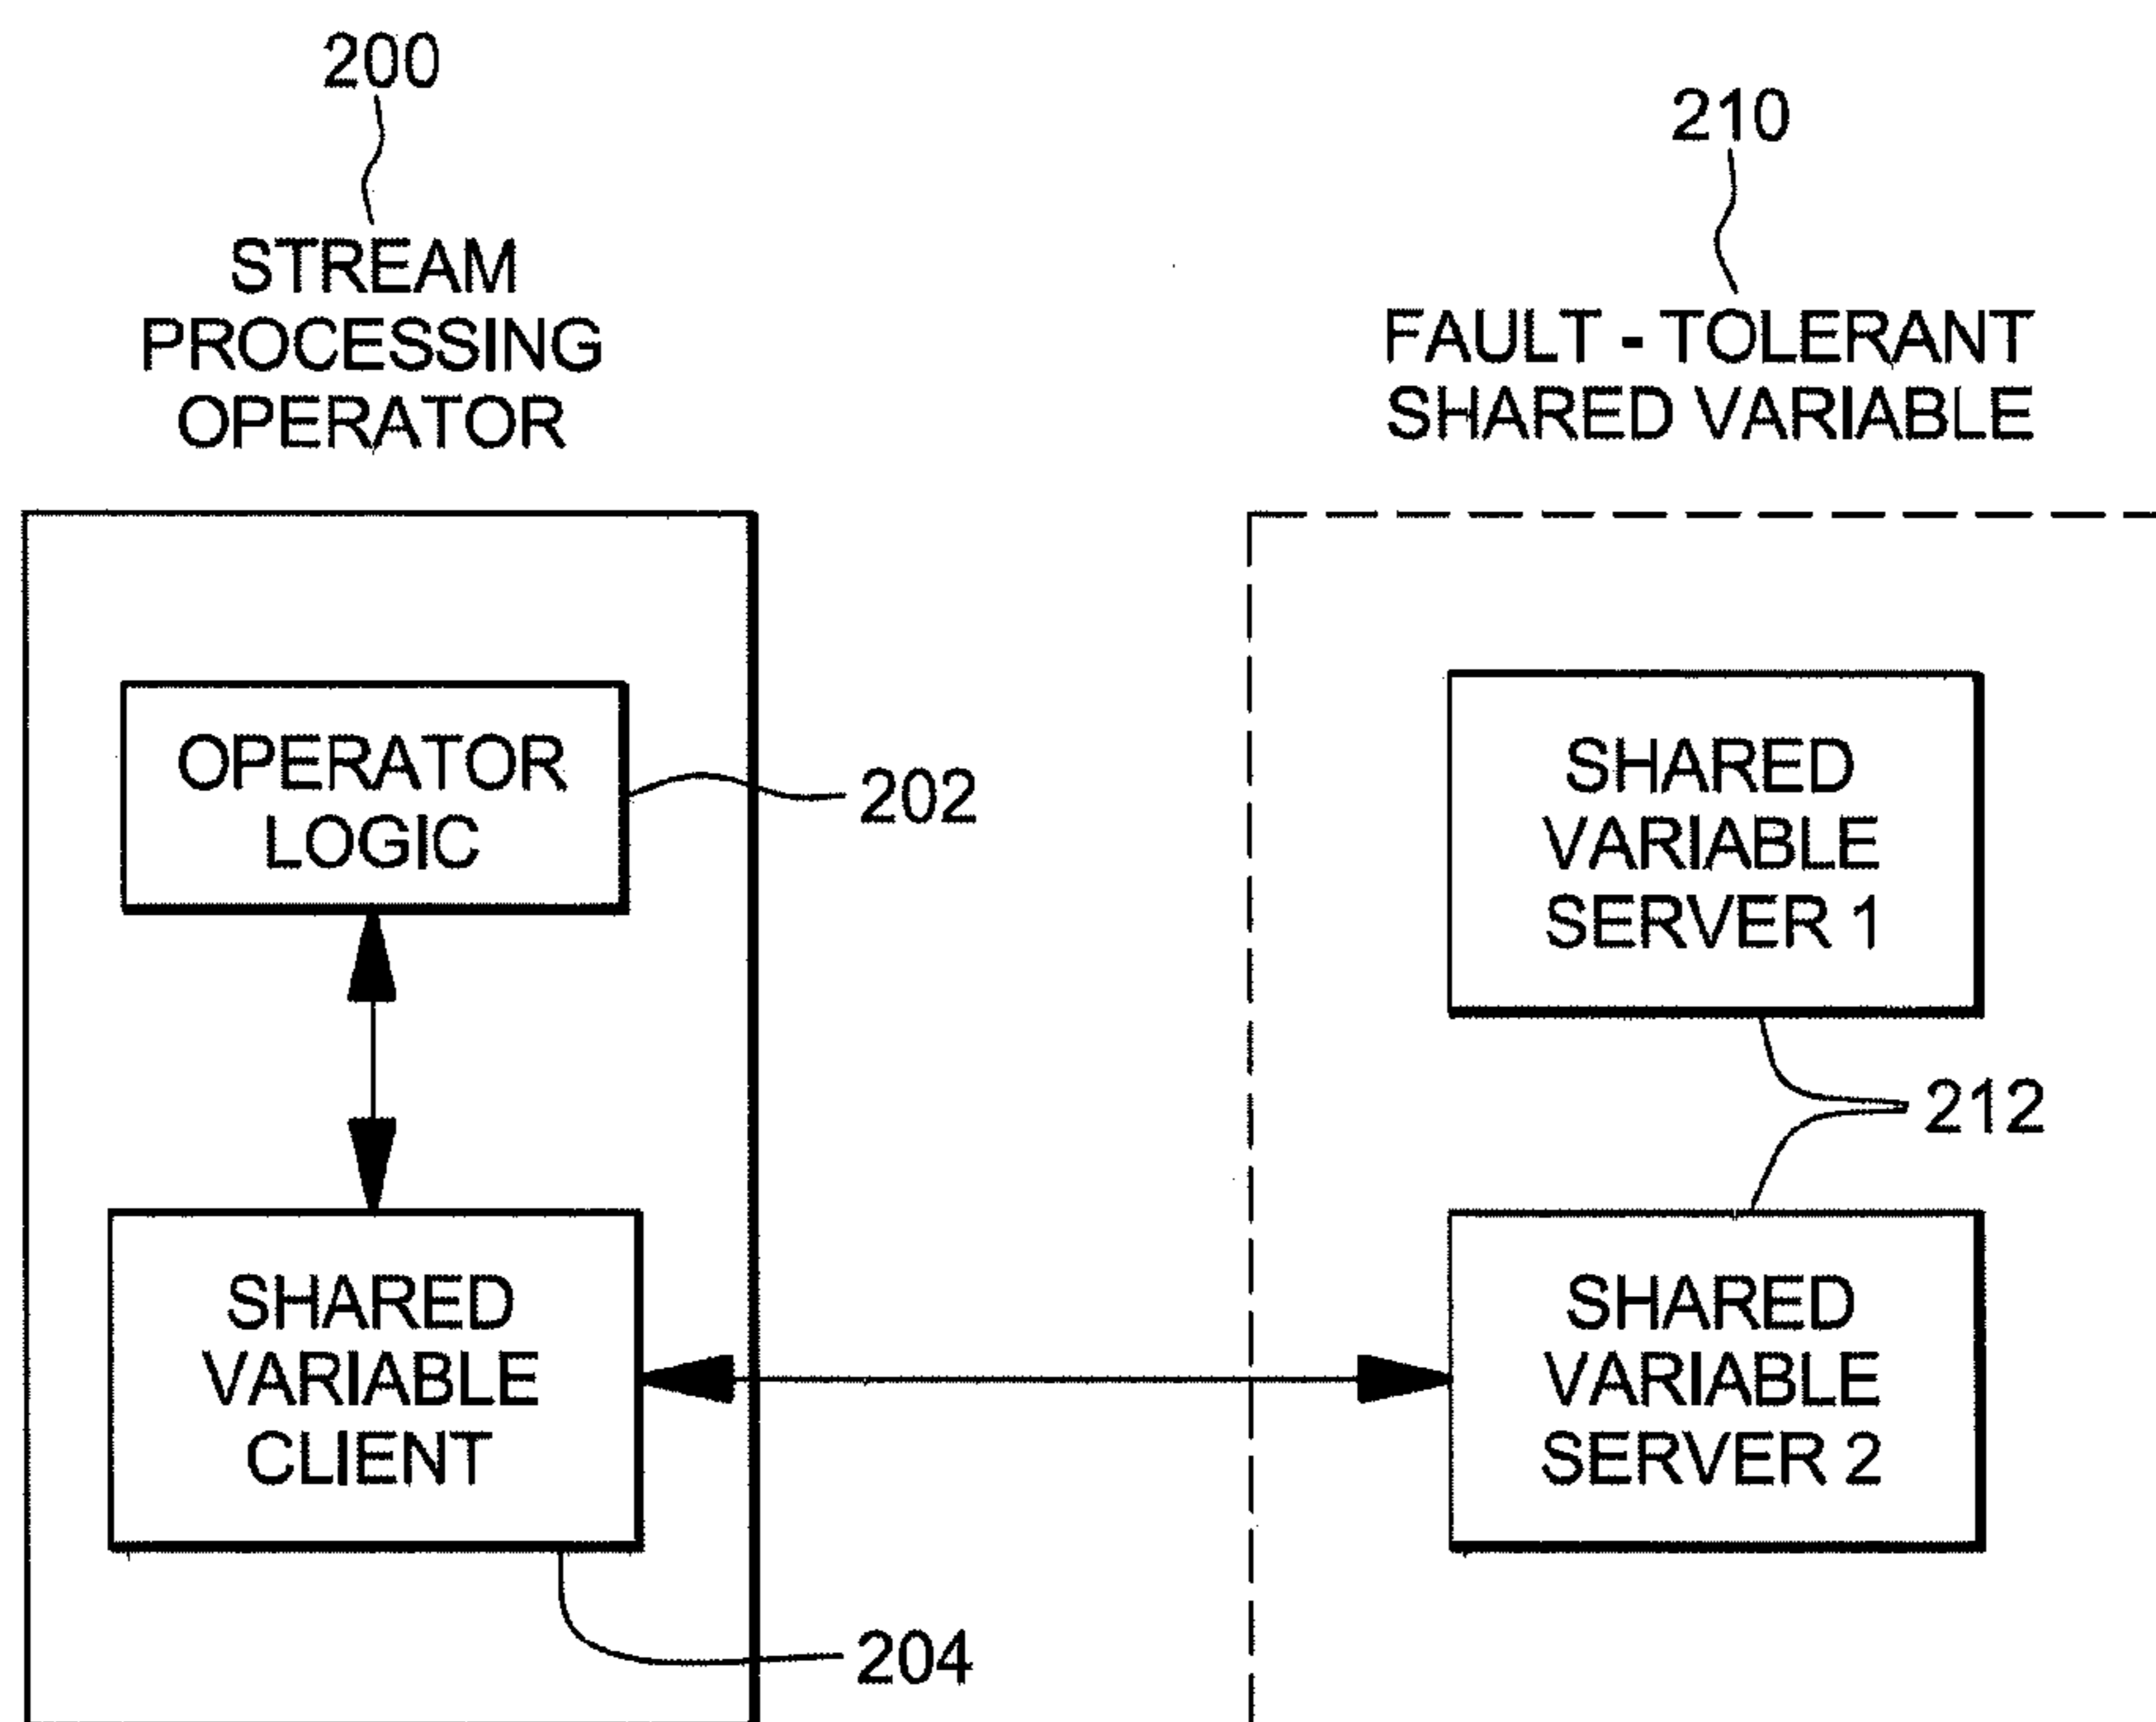 200
STREAM
PROCESSING
OPERATOR
210
FAULT - TOLERANT
SHARED VARIABLE
OPERATOR
LOGIC
202
SHARED
VARIABLE
SERVER 1
212
SHARED
VARIABLE
CLIENT
204
SHARED
VARIABLE
SERVER 2